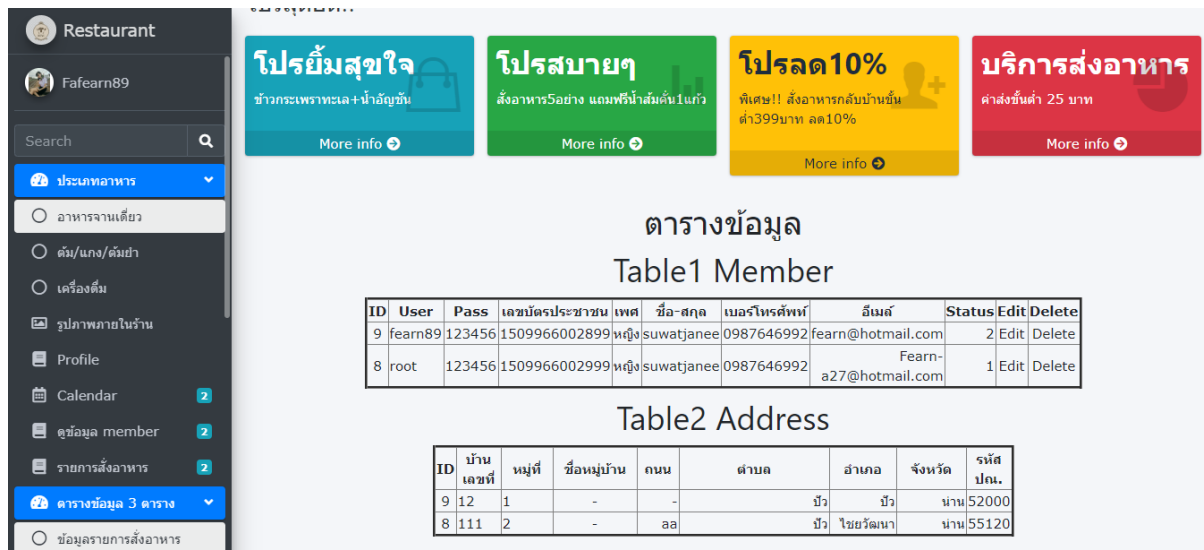 Restaurant
Fafearn89
Search
ประเภทอาหาร
อาหารจานเดี่ยว
ต้ม/แกง/ต้มยำ
เครื่องดื่ม
รูปภาพภายในร้าน
Profile
Calendar 2
ดูข้อมูล member 2
รายการสั่งอาหาร 2
ตารางข้อมูล 3 ตาราง
ข้อมูลรายการสั่งอาหาร
โปรยิ้มสุขใจ
ข้าวกระเพราทะเล+น้ำอัญชัน
More info
โปรสบายๆ
สั่งอาหาร5อย่าง แถมฟรีน้ำส้มคั่น1แก้ว
More info
โปรลด10%
พิเศษ!! สั่งอาหารกลับบ้านขั้น
ต่ำ399บาท ลด10%
More info
บริการส่งอาหาร
ค่าส่งขั้นต่ำ 25 บาท
More info
ตารางข้อมูล
Table1 Member
ID User Pass เลขบัตรประชาชน เพศ ชื่อ-สกุล เบอร์โทรศัพท์ อีเมล์ Status Edit Delete
9 fearn89 123456 1509966002899 หญิง suwatjanee 0987646992 fearn@hotmail.com 2 Edit Delete
8 root 123456 1509966002999 หญิง suwatjanee 0987646992 Fearn-
a27@hotmail.com 1 Edit Delete
Table2 Address
ID บ้าน
เลขที่ หมู่ที่ ชื่อหมู่บ้าน ถนน ตำบล อำเภอ จังหวัด รหัส
ปณ.
9 12 1 - - ปัว ปัว น่าน 52000
8 111 2 - aa ปัว ไชยวัฒนา น่าน 55120